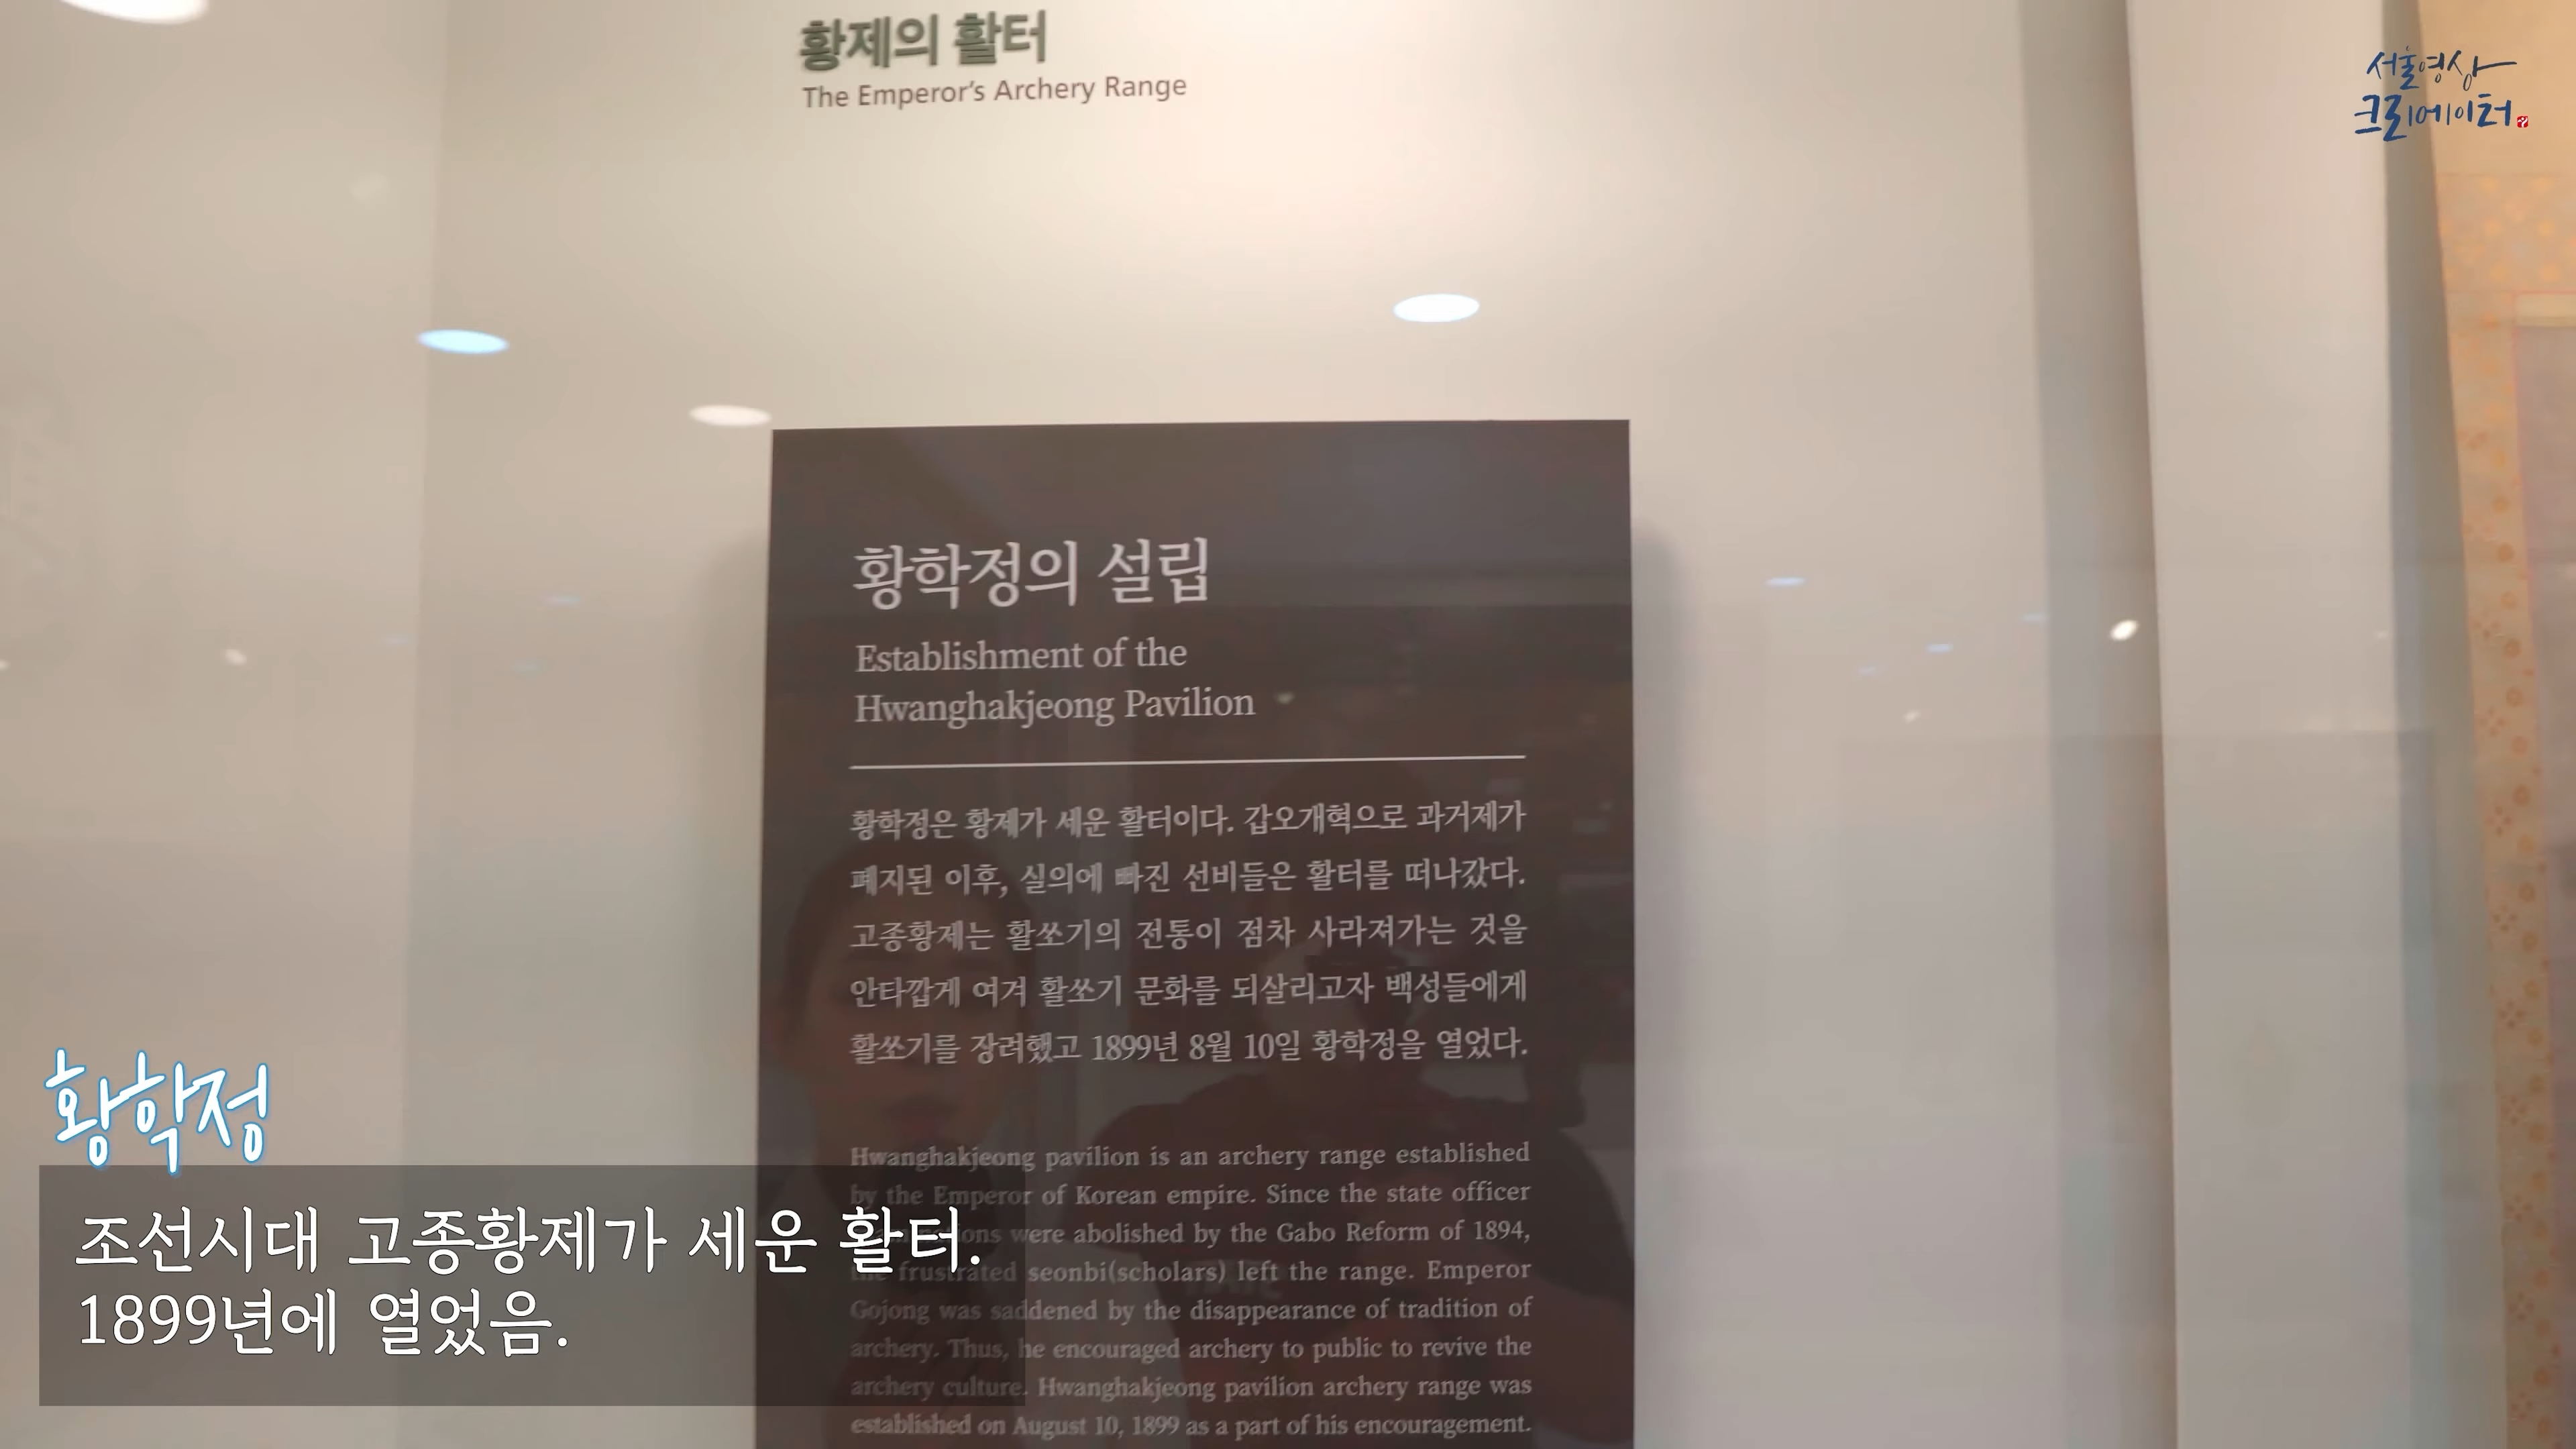 황제의 활터
The Emperor's Archery Range
서울영상
크리에이터
황학정의 설립
Establishment of the
Hwanghakjeong Pavilion
황학정은 황제가 세운 활터이다. 갑오개혁으로 과거제가
폐지된 이후, 실의에 빠진 선비들은 활터를 떠나갔다.
고종황제는 활쏘기의 전통이 점차 사라져가는 것을
안타깝게 여겨 활쏘기 문화를 되살리고자 백성들에게
활쏘기를 장려했고 1899년 8월 10일 황학정을 열었다.
Hwanghakjeong pavilion is an archery range established
by the Emperor of Korean empire. Since the state officer
were abolished by the Gabo Reform of 1894,
the frustrated seonbi(scholars) left the range. Emperor
Gojong was saddened by the disappearance of tradition of
archery. Thus, he encouraged archery to public to revive the
archery culture. Hwanghakjeong pavilion archery range was
established on August 10, 1899 as a part of his encouragement.
황학정
조선시대 고종황제가 세운 활터.
1899년에 열었음.